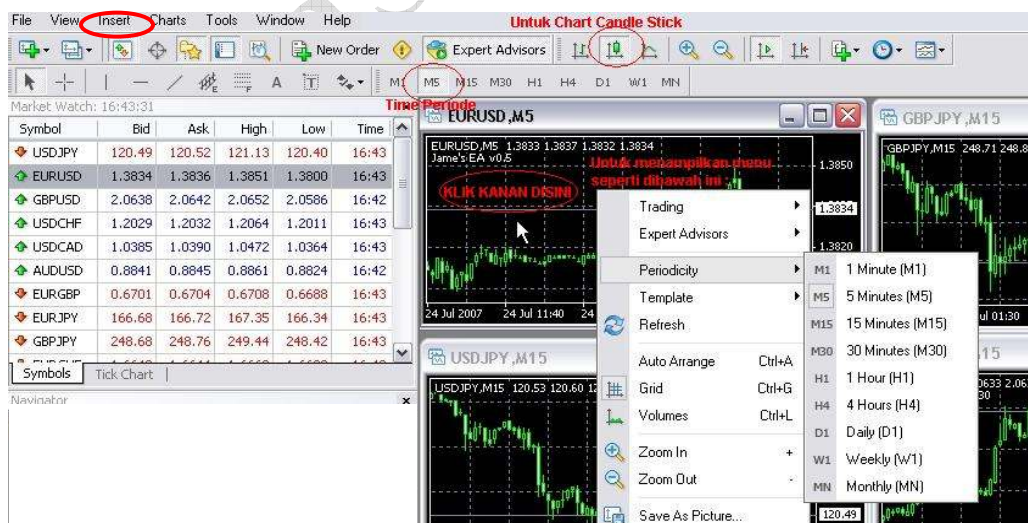 File View Insert Charts Tools Window Help
Untuk Chart Candle Stick
New Order Expert Advisors
A T M1 M5 M15 M30 H1 H4 D1 W1 MN
Time Periode
Market Watch: 16:43:31
Symbol Bid Ask High Low Time
USDJPY 120.49 120.52 121.13 120.40 16:43
EURUSD 1.3834 1.3836 1.3851 1.3800 16:43
GBPUSD 2.0638 2.0642 2.0652 2.0586 16:42
USDCHF 1.2029 1.2032 1.2064 1.2011 16:43
USDCAD 1.0385 1.0390 1.0472 1.0364 16:43
AUDUSD 0.8841 0.8845 0.8861 0.8824 16:42
EURGBP 0.6701 0.6704 0.6708 0.6688 16:43
EURJPY 166.68 166.72 167.35 166.34 16:43
GBPJPY 248.68 248.76 249.44 248.42 16:43
Symbols Tick Chart
Navigator
EURUSD,M5
EURUSD,M5 1.3833 1.3837 1.3832 1.3834
Jame's EA v0.5
Untuk menampilkan menu
seperti dibawah ini
KLIK KANAN DISINI
1.3850
1.3834
1.3820
24 Jul 2007 24 Jul 11:40 24
GBPJPY,M15
GBPJPY,M15 248.71 248.8
ul 01:30
USDJPY,M15
USDJPY,M15 120.53 120.60 12
15
0633 2.06
30
120.49
Trading
Expert Advisors
Periodicity
Template
Refresh
Auto Arrange Ctrl+A
Grid Ctrl+G
Volumes Ctrl+L
Zoom In +
Zoom Out -
Save As Picture...
M1 1 Minute (M1)
M5 5 Minutes (M5)
M15 15 Minutes (M15)
M30 30 Minutes (M30)
H1 1 Hour (H1)
H4 4 Hours (H4)
D1 Daily (D1)
W1 Weekly (W1)
MN Monthly (MN)